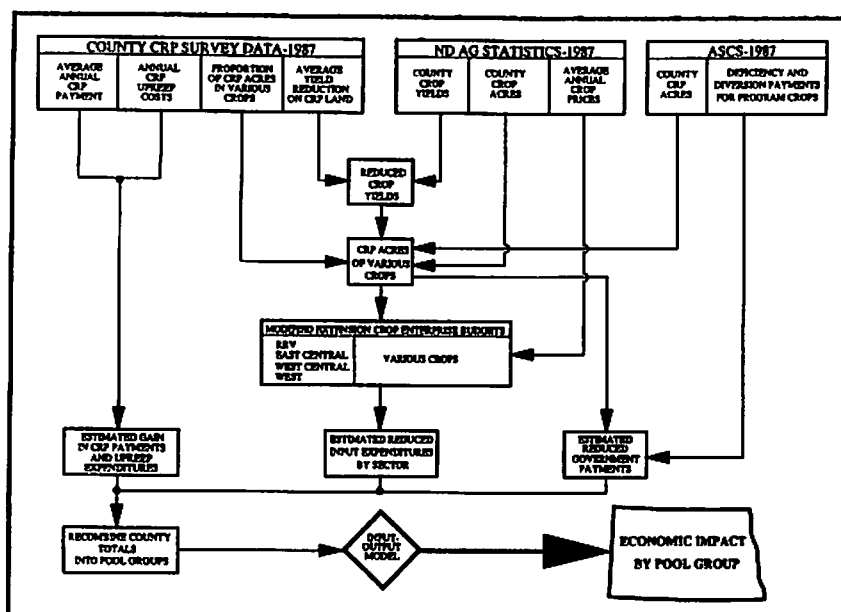 COUNTY CRP SURVEY DATA-1987
AVERAGE
ANNUAL
CRP
PAYMENT
ANNUAL
CRP
UPKEEP
COSTS
PROPORTION
OF CRP ACRES
IN VARIOUS
CROPS
AVERAGE
YIELD
REDUCTION
ON CRP LAND
ND AG STATISTICS-1987
COUNTY
CROP
YIELDS
COUNTY
CROP
ACRES
AVERAGE
ANNUAL
CROP
PRICES
ASCS-1987
COUNTY
CRP
ACRES
DEFICIENCY AND
DIVERSION PAYMENTS
FOR PROGRAM CROPS
REDUCED
CROP
YIELDS
CRP ACRES
OF VARIOUS
CROPS
MODIFIED EXTENSION CROP ENTERPRISE BUDGETS
RRV
EAST CENTRAL
WEST CENTRAL
WEST
VARIOUS CROPS
ESTIMATED GAIN
IN CRP PAYMENTS
AND UPKEEP
EXPENDITURES
ESTIMATED REDUCED
INPUT EXPENDITURES
BY SECTOR
ESTIMATED
REDUCED
GOVERNMENT
PAYMENTS
RECOMBINE COUNTY
TOTALS
INTO POOL GROUPS
INPUT-
OUTPUT
MODEL
ECONOMIC IMPACT
BY POOL GROUP